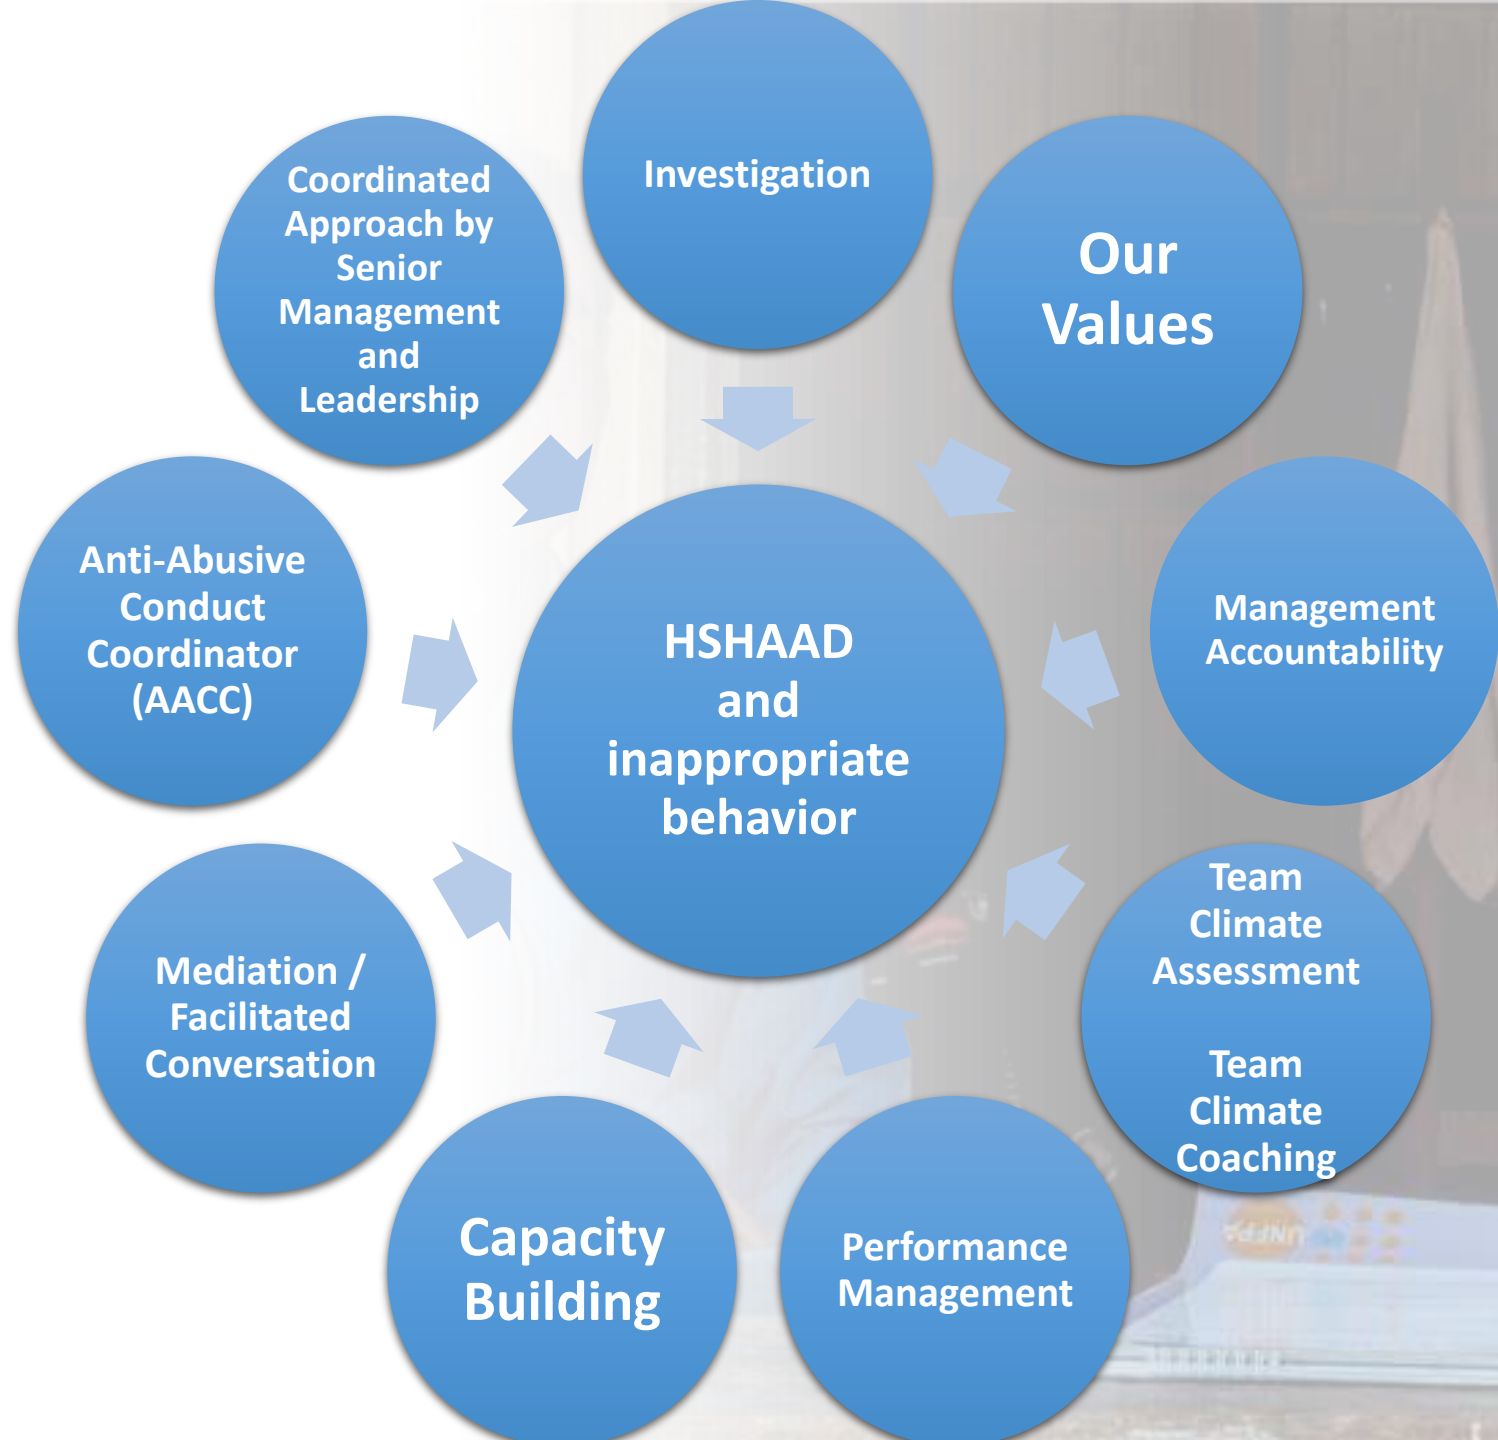 Investigation
Our
Values
Management
Accountability
Team
Climate
Assessment
Team
Climate
Coaching
Performance
Management
Capacity
Building
Mediation /
Facilitated
Conversation
Anti-Abusive
Conduct
Coordinator
(AACC)
Coordinated
Approach by
Senior
Management
and
Leadership
HSHAAD
and
inappropriate
behavior
UNFPA